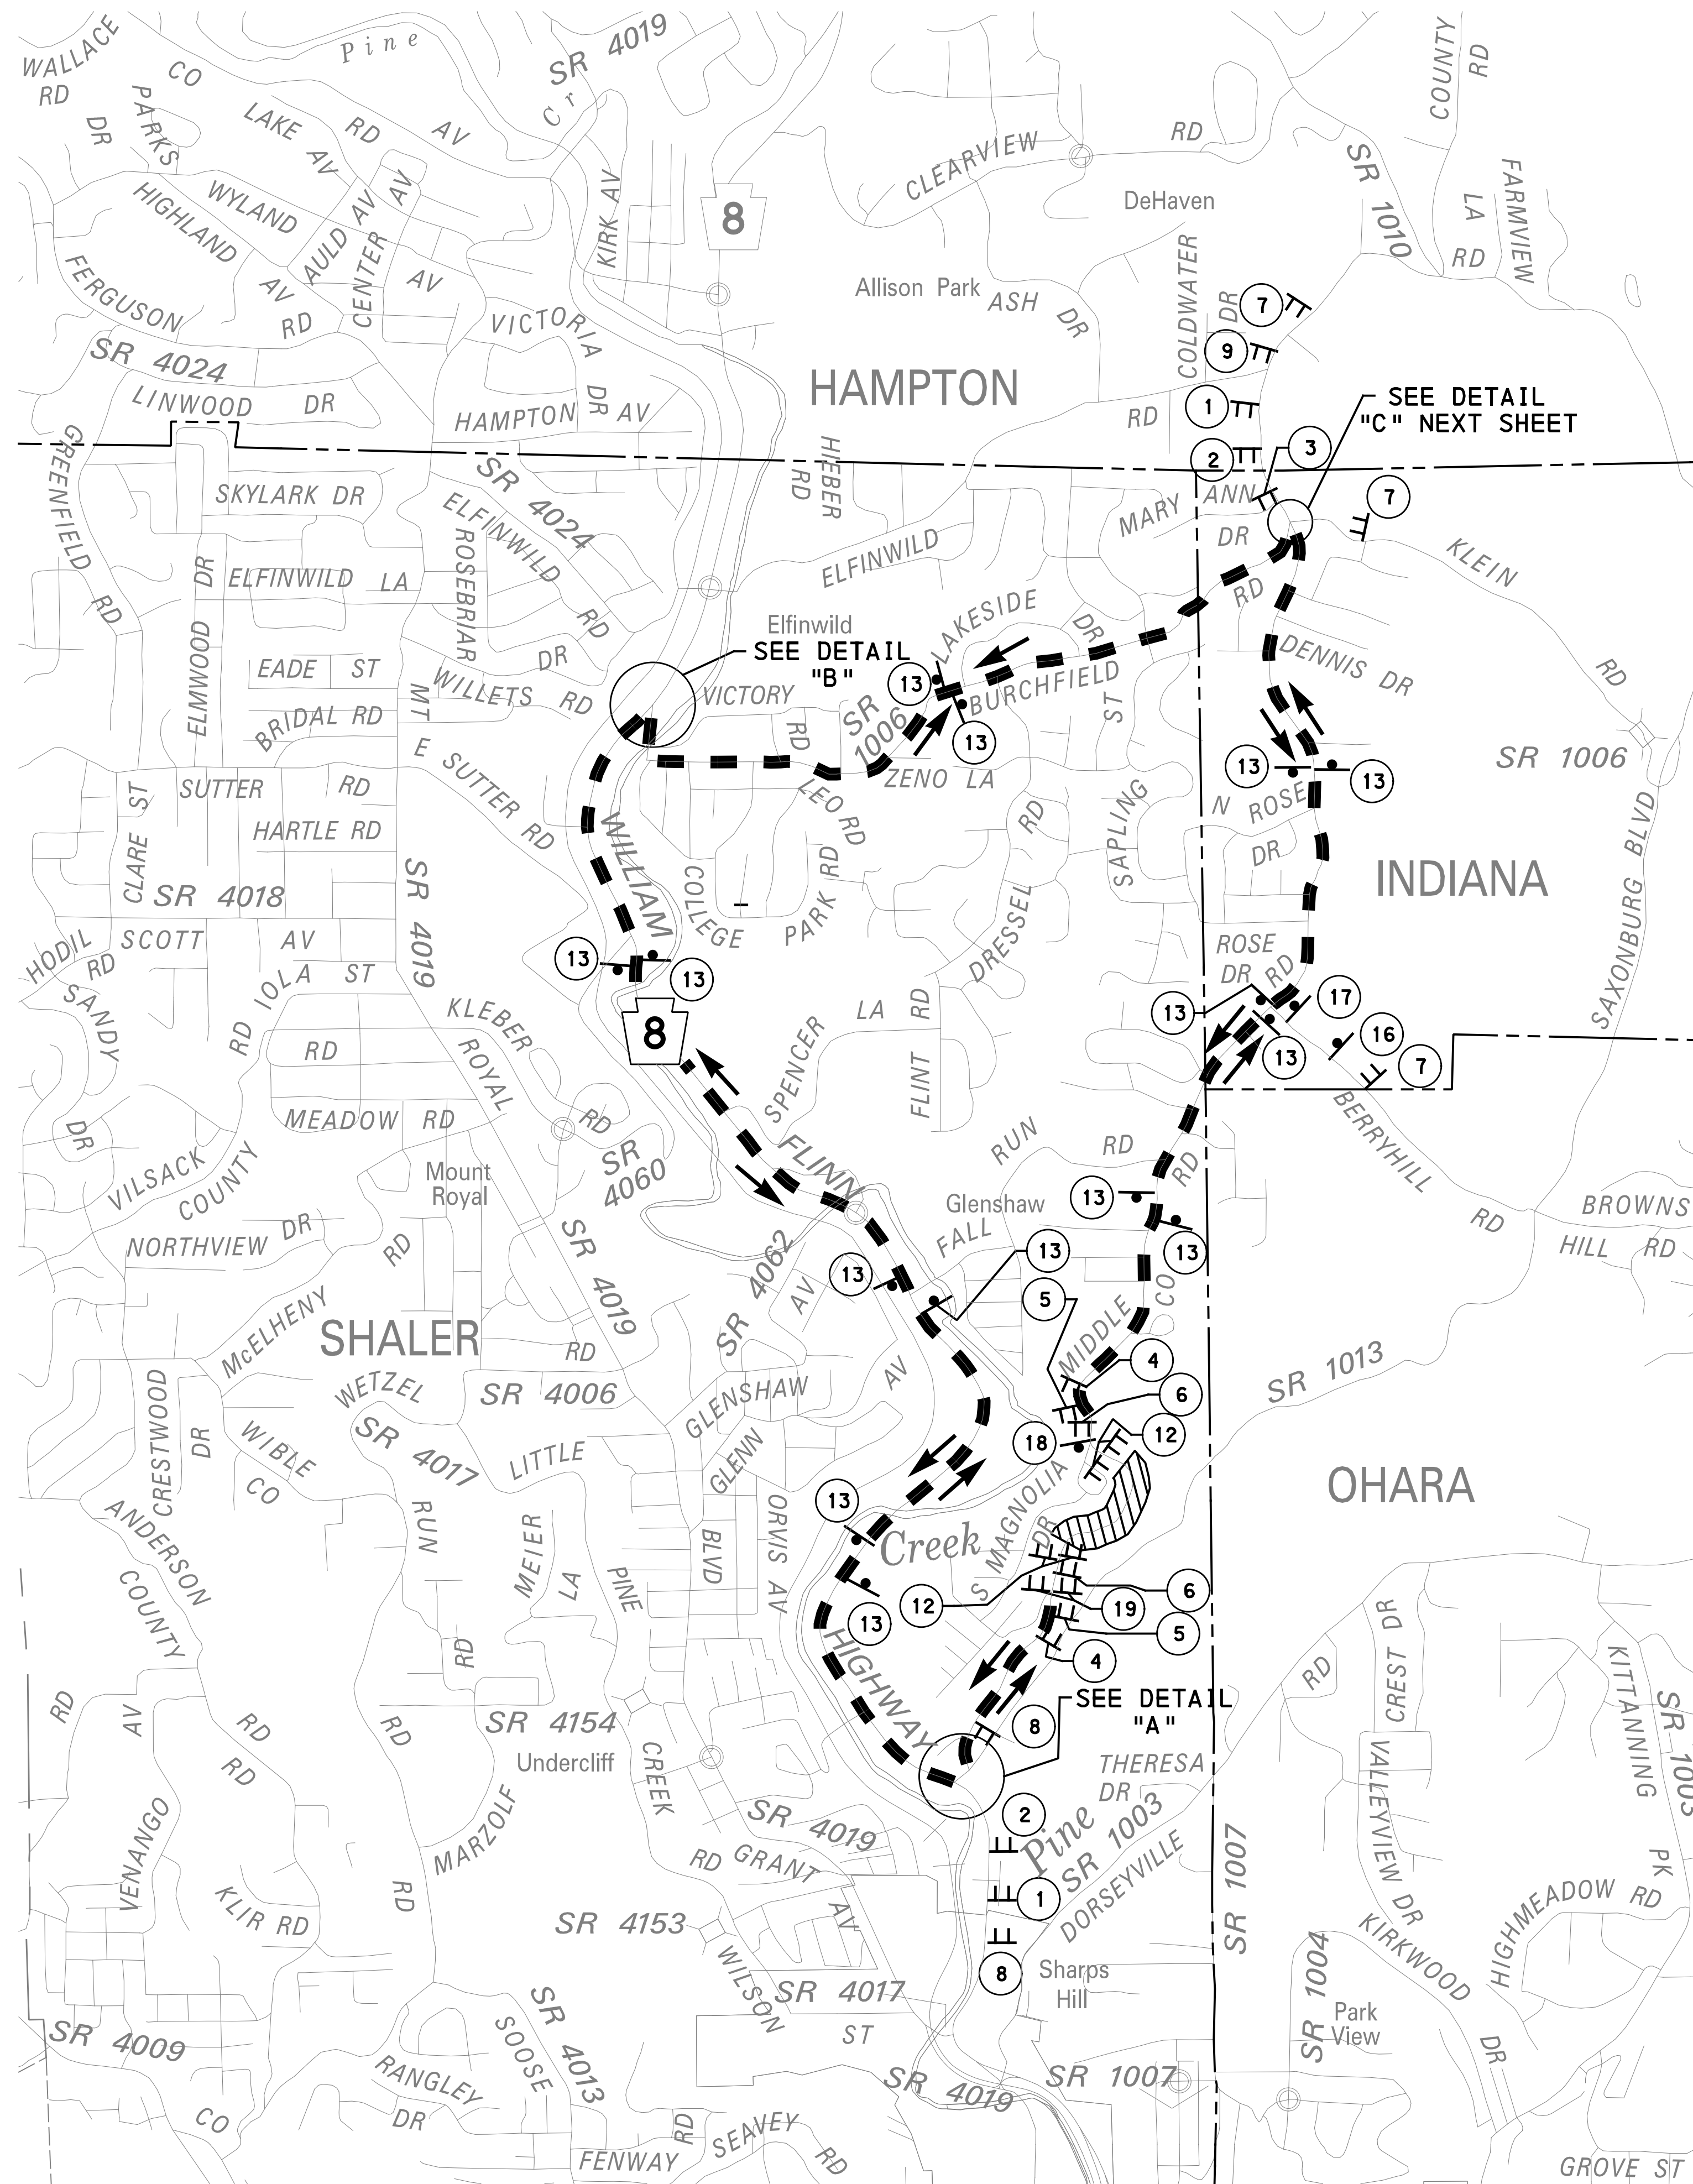 WALLACE
RD
CO
Pine
SR 4019
Cr
PARKS
DR
LAKE AV
RD
AV
COUNTY
RD
CLEARVIEW
RD
DeHaven
SR 1010
LA
RD
FARMVIEW
HIGHLAND
AV
WYLAND
AV
AULD AV
CENTER AV
KIRK AV
8
FERGUSON
RD
VICTORIA
DR
Allison Park
ASH
DR
COLDWATER
DR
7
9
1
2
3
SR 4024
LINWOOD DR
HAMPTON AV
HAMPTON
RD
SEE DETAIL
"C" NEXT SHEET
GREENFIELD
RD
SKYLARK DR
SR 4024
ELFINWILD
RD
HIEBER
RD
MARY ANN
DR
7
KLEIN
RD
ELMWOOD DR
ELFINWILD LA
ROSEBRIAR
DR
ELFINWILD
RD
EADE ST
WILLETS RD
BRIDAL RD
MT
E SUTTER RD
Elfinwild
SEE DETAIL
"B"
LAKESIDE
DR
13
BURCHFIELD
ST
DENNIS DR
VICTORY
RD
SR
1006
13
ZENO LA
LEO RD
SR 1006
13
13
N ROSE
DR
SUTTER RD
CLARE ST
HARTLE RD
SR 4018
WILLIAM
COLLEGE
PARK RD
DRESSEL
RD
SAPLING
INDIANA
SAXONBURG BLVD
HODIL
RD
SCOTT AV
IOLA ST
RD
SANDY
DR
SR 4019
13
13
8
ROSE
DR
RD
13
17
16
13
7
KLEBER
RD
ROYAL
RD
MEADOW RD
SPENCER
LA
FLINT RD
BERRYHILL
RD
VILSACK
COUNTY
Mount
Royal
SR
4060
FLINN
RUN
RD
RD
13
13
Glenshaw
FALL
BROWNS
HILL RD
NORTHVIEW DR
RD
SR 4019
SR 4062
AV
13
13
5
MIDDLE
CO
4
6
12
18
McELHENY
SHALER
RD
WETZEL
SR 4006
GLENSHAW
AV
SR 1013
CRESTWOOD
DR
WIBLE
CO
SR 4017
LITTLE
GLENN
OHARA
ANDERSON
COUNTY
RUN
RD
MEIER
LA
PINE
BLVD
ORVIS AV
13
Creek
S MAGNOLIA
DR
12
6
19
5
4
13
HIGHWAY
RD
AV
RD
RD
RD
SR 4154
Undercliff
CREEK
8
SEE DETAIL
"A"
THERESA
DR
RD
CREST DR
KITTANNING
PK
SR 1003
VALLEYVIEW DR
VENANGO
KLIR RD
MARZOLF
RD
SR 4019
RD
GRANT
AV
2
Pine
SR 1003
DORSEYVILLE
1
SR 1007
SR 4153
WILSON
HIGHMEADOW RD
KIRKWOOD
DR
8
Sharps
Hill
SR 1004
Park
View
SR 4017
ST
SR 4009
SR 4013
SOOSE
RANGLEY
DR
CO
SR 4019
SR 1007
SEAVEY
RD
RD
FENWAY
GROVE ST